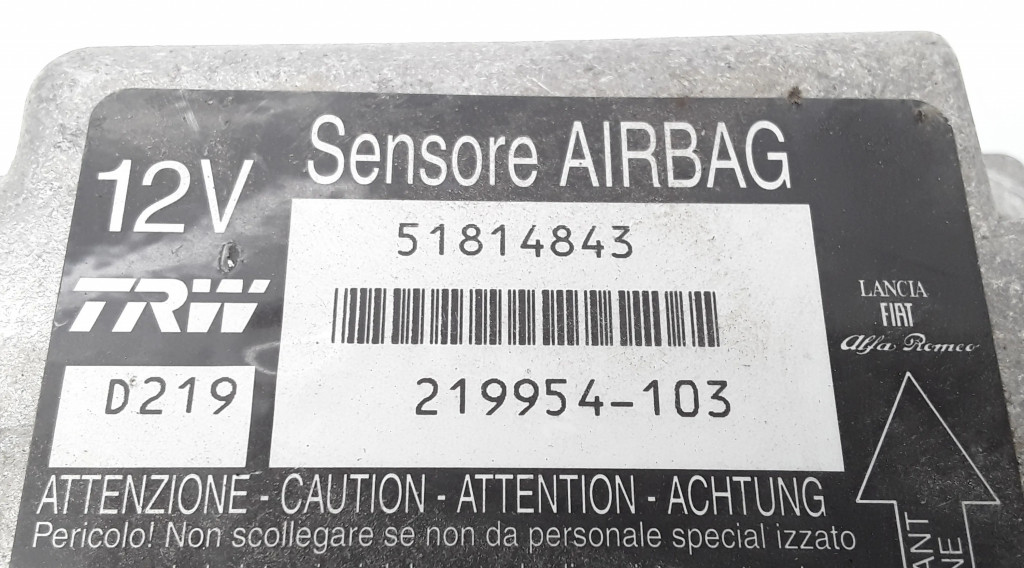 Sensore AIRBAG
12V
51814843
TRW
LANCIA
FIAT
Alfa Romeo
D219
219954-103
ATTENZIONE - CAUTION - ATTENTION - ACHTUNG
Pericolo! Non scollegare se non da personale special izzato